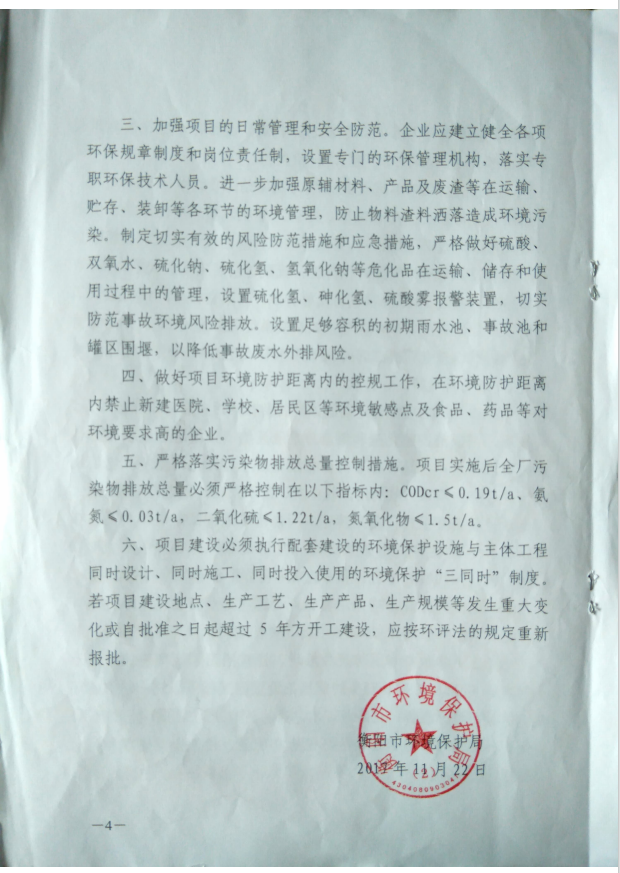 三、加强项目的日常管理和安全防范。企业应建立健全各项
环保规章制度和岗位责任制，设置专门的环保管理机构，落实专
职环保技术人员。进一步加强原辅材料、产品及废渣等在运输、
贮存、装卸等各环节的环境管理，防止物料渣料洒落造成环境污
染。制定切实有效的风险防范措施和应急措施，严格做好硫酸、
双氧水、硫化钠、硫化氢、氢氧化钠等危化品在运输、储存和使
用过程中的管理，设置硫化氢、砷化氢、硫酸雾报警装置，切实
防范事故环境风险排放。设置足够容积的初期雨水池、事故池和
罐区围堰，以降低事故废水外排风险。
四、做好项目环境防护距离内的控规工作，在环境防护距离
内禁止新建医院、学校、居民区等环境敏感点及食品、药品等对
环境要求高的企业。
五、严格落实污染物排放总量控制措施。项目实施后全厂污
染物排放总量必须严格控制在以下指标内：CODcr≤0.19t/a、氨
氮≤0.03t/a，二氧化硫≤1.22t/a，氮氧化物≤1.5t/a。
六、项目建设必须执行配套建设的环境保护设施与主体工程
同时设计、同时施工、同时投入使用的环境保护“三同时”制度。
若项目建设地点、生产工艺、生产产品、生产规模等发生重大变
化或自批准之日起超过 5 年方开工建设，应按环评法的规定重新
报批。
衡阳市环境保护局
2017年11月22日
衡阳市环境保护局
（2）
—4—